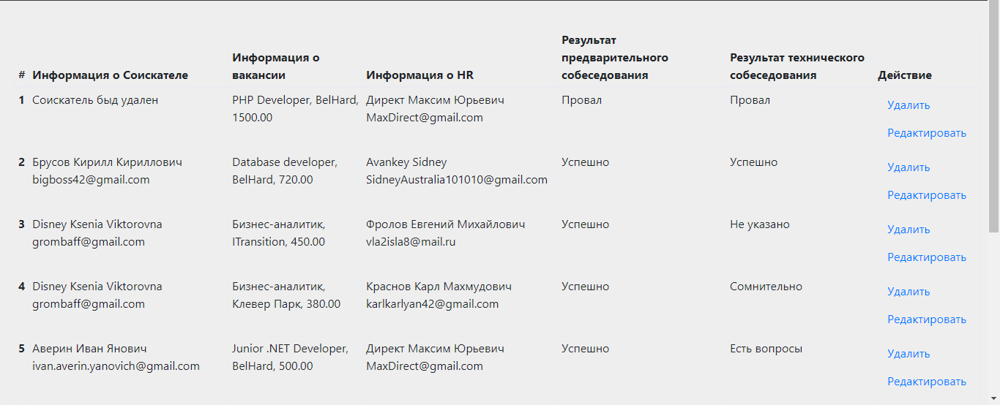 #
Информация о Соискателе
Информация о
вакансии
Информация о HR
Результат
предварительного
собеседования
Результат технического
собеседования
Действие
1
Соискатель быд удален
PHP Developer, BelHard,
1500.00
Директ Максим Юрьевич
MaxDirect@gmail.com
Провал
Провал
Удалить
Редактировать
2
Брусов Кирилл Кириллович
bigboss42@gmail.com
Database developer,
BelHard, 720.00
Avankey Sidney
SidneyAustralia101010@gmail.com
Успешно
Успешно
Удалить
Редактировать
3
Disney Ksenia Viktorovna
grombaff@gmail.com
Бизнес-аналитик,
ITransition, 450.00
Фролов Евгений Михайлович
vla2isla8@mail.ru
Успешно
Не указано
Удалить
Редактировать
4
Disney Ksenia Viktorovna
grombaff@gmail.com
Бизнес-аналитик,
Клевер Парк, 380.00
Краснов Карл Махмудович
karlkarlyan42@gmail.com
Успешно
Сомнительно
Удалить
Редактировать
5
Аверин Иван Янович
ivan.averin.yanovich@gmail.com
Junior .NET Developer,
BelHard, 500.00
Директ Максим Юрьевич
MaxDirect@gmail.com
Успешно
Есть вопросы
Удалить
Редактировать